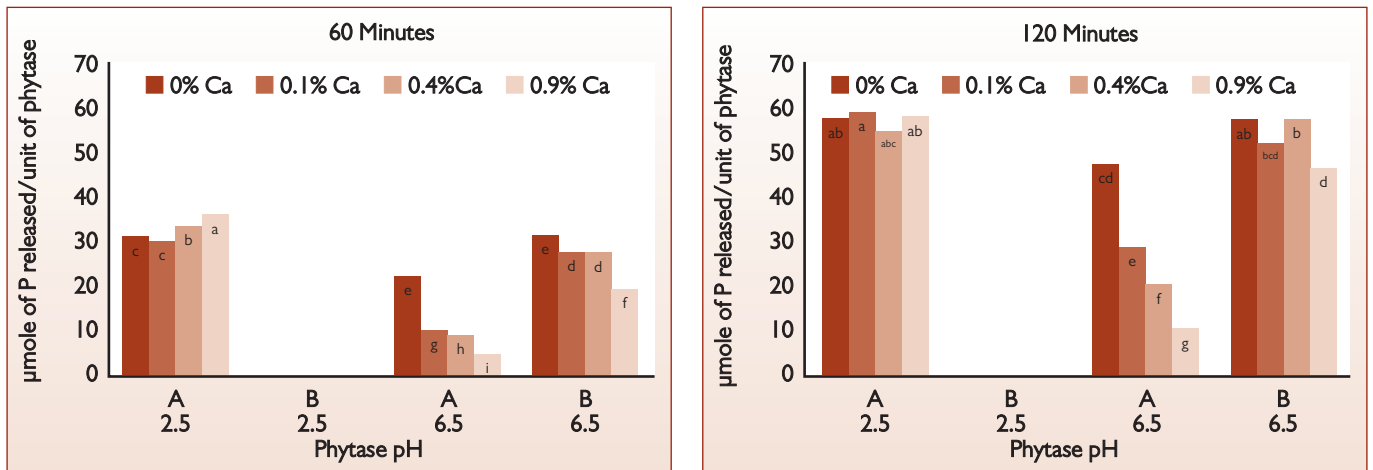 60 Minutes
μmole of P released/unit of phytase
0% Ca 0.1% Ca 0.4%Ca 0.9% Ca
70
60
50
40
30
20
10
0
c c b a
e g h i
e d d f
A B A B
2.5 2.5 6.5 6.5
Phytase pH
120 Minutes
μmole of P released/unit of phytase
0% Ca 0.1% Ca 0.4%Ca 0.9% Ca
70
60
50
40
30
20
10
0
ab a abc ab
cd e f g
ab bcd b d
A B A B
2.5 2.5 6.5 6.5
Phytase pH